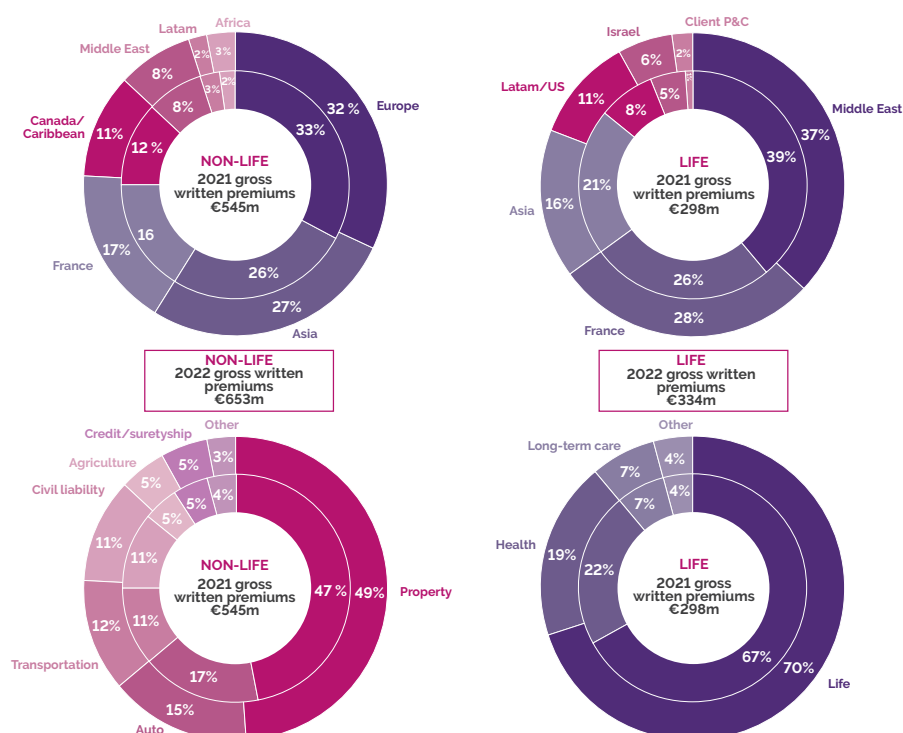 Africa
Latam
Middle East
Canada/
Caribbean
France
Asia
Europe
3%
2%
8%
11%
17%
27%
32 %
2%
3%
8%
12 %
16
26%
33%
NON-LIFE
2021 gross
written premiums
€545m
Client P&C
Israel
Latam/US
Asia
France
Middle East
2%
6%
11%
16%
28%
37%
5%
8%
21%
26%
39%
LIFE
2021 gross
written premiums
€298m
NON-LIFE
2022 gross written
premiums
€653m
LIFE
2022 gross written
premiums
€334m
Other
Credit/suretyship
Agriculture
Civil liability
Transportation
Auto
Property
3%
5%
5%
11%
12%
15%
49%
4%
5%
5%
11%
11%
17%
47 %
NON-LIFE
2021 gross
written premiums
€545m
Other
Long-term care
Health
Life
4%
7%
19%
70%
4%
7%
22%
67%
LIFE
2021 gross
written premiums
€298m